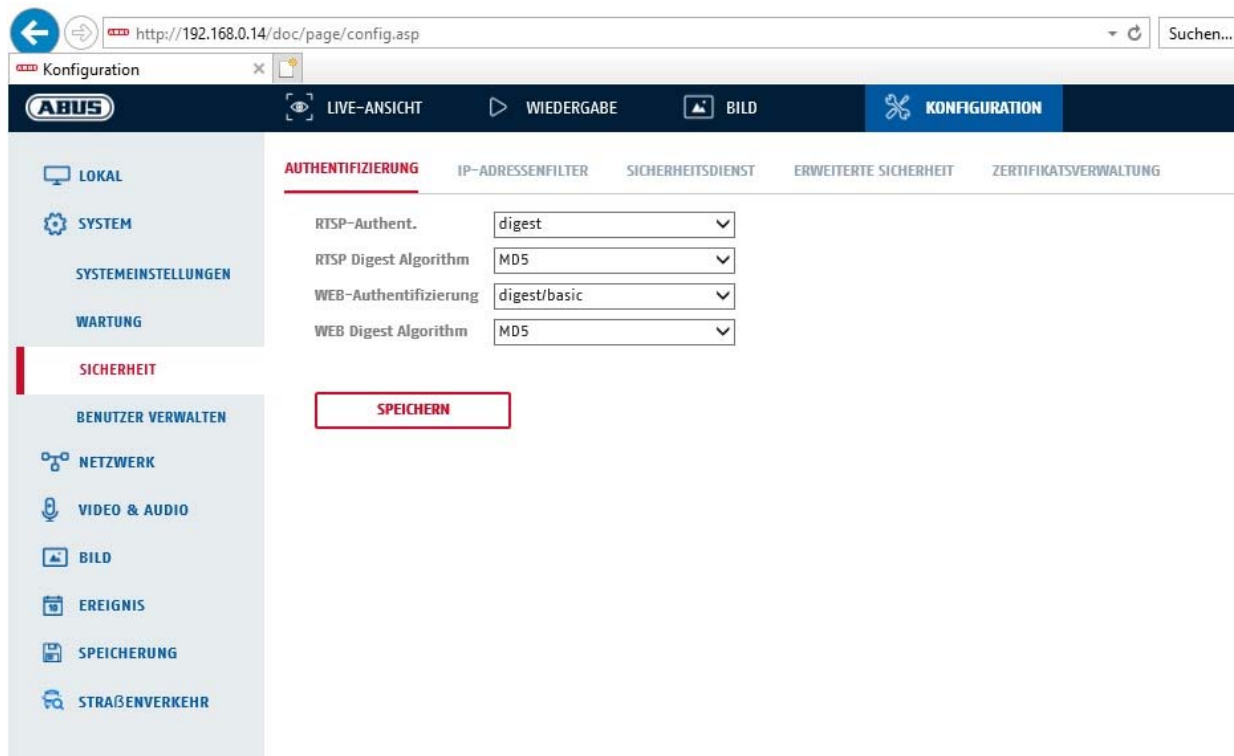 http://192.168.0.14/doc/page/config.asp
Suchen...
Konfiguration
ABUS
LIVE-ANSICHT
WIEDERGABE
BILD
KONFIGURATION
LOKAL
SYSTEM
SYSTEMEINSTELLUNGEN
WARTUNG
SICHERHEIT
BENUTZER VERWALTEN
NETZWERK
VIDEO & AUDIO
BILD
EREIGNIS
SPEICHERUNG
STRAßENVERKEHR
AUTHENTIFIZIERUNG
IP-ADRESSENFILTER
SICHERHEITSDIENST
ERWEITERTE SICHERHEIT
ZERTIFIKATSVERWALTUNG
RTSP-Authent. digest
RTSP Digest Algorithm MD5
WEB-Authentifizierung digest/basic
WEB Digest Algorithm MD5
SPEICHERN